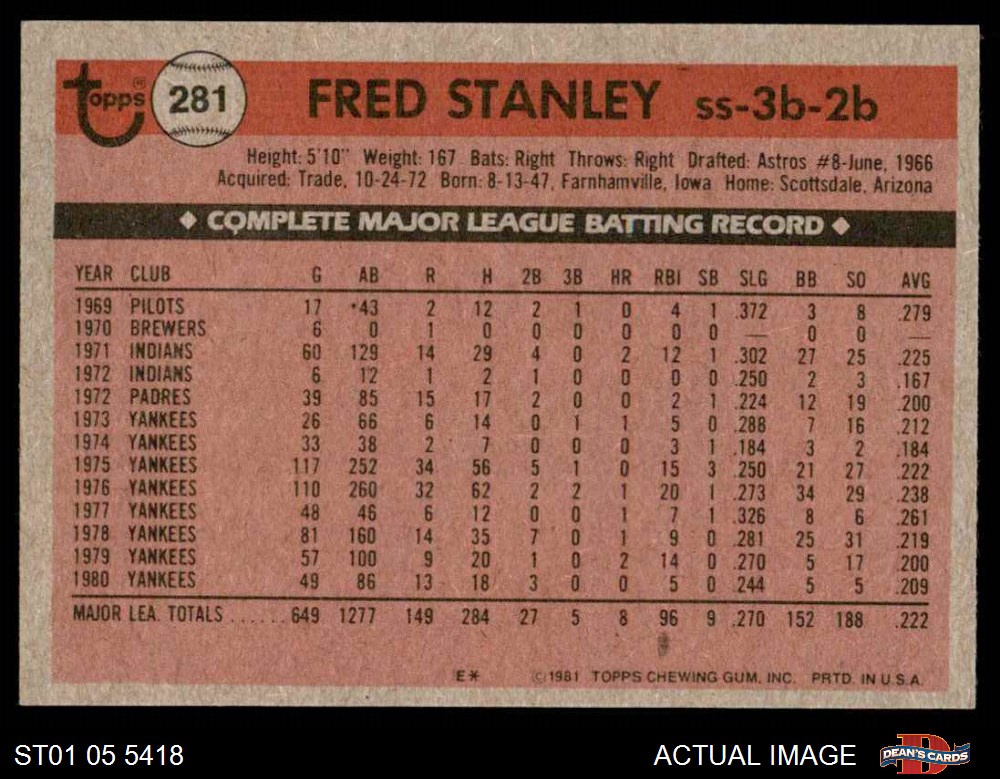 topps 281 FRED STANLEY ss-3b-2b
Height: 5'10" Weight: 167 Bats: Right Throws: Right Drafted: Astros #8-June, 1966
Acquired: Trade, 10-24-72 Born: 8-13-47, Farnhamville, Iowa Home: Scottsdale, Arizona
◆ COMPLETE MAJOR LEAGUE BATTING RECORD ◆
YEAR CLUB G AB R H 2B 3B HR RBI SB SLG BB SO AVG
1969 PILOTS 17 43 2 12 2 1 0 4 1 .372 3 8 .279
1970 BREWERS 6 0 1 0 0 0 0 0 0 — 0 0 —
1971 INDIANS 60 129 14 29 4 0 2 12 1 .302 27 25 .225
1972 INDIANS 6 12 1 2 1 0 0 0 0 .250 2 3 .167
1972 PADRES 39 85 15 17 2 0 0 2 1 .224 12 19 .200
1973 YANKEES 26 66 6 14 0 1 1 5 0 .288 7 16 .212
1974 YANKEES 33 38 2 7 0 0 0 3 1 .184 3 2 .184
1975 YANKEES 117 252 34 56 5 1 0 15 3 .250 21 27 .222
1976 YANKEES 110 260 32 62 2 2 1 20 1 .273 34 29 .238
1977 YANKEES 48 46 6 12 0 0 1 7 1 .326 8 6 .261
1978 YANKEES 81 160 14 35 7 0 1 9 0 .281 25 31 .219
1979 YANKEES 57 100 9 20 1 0 2 14 0 .270 5 17 .200
1980 YANKEES 49 86 13 18 3 0 0 5 0 .244 5 5 .209
MAJOR LEA. TOTALS ...... 649 1277 149 284 27 5 8 96 9 .270 152 188 .222
E* ©1981 TOPPS CHEWING GUM, INC. PRTD. IN U.S.A.
ST01 05 5418 ACTUAL IMAGE DEAN'S CARDS